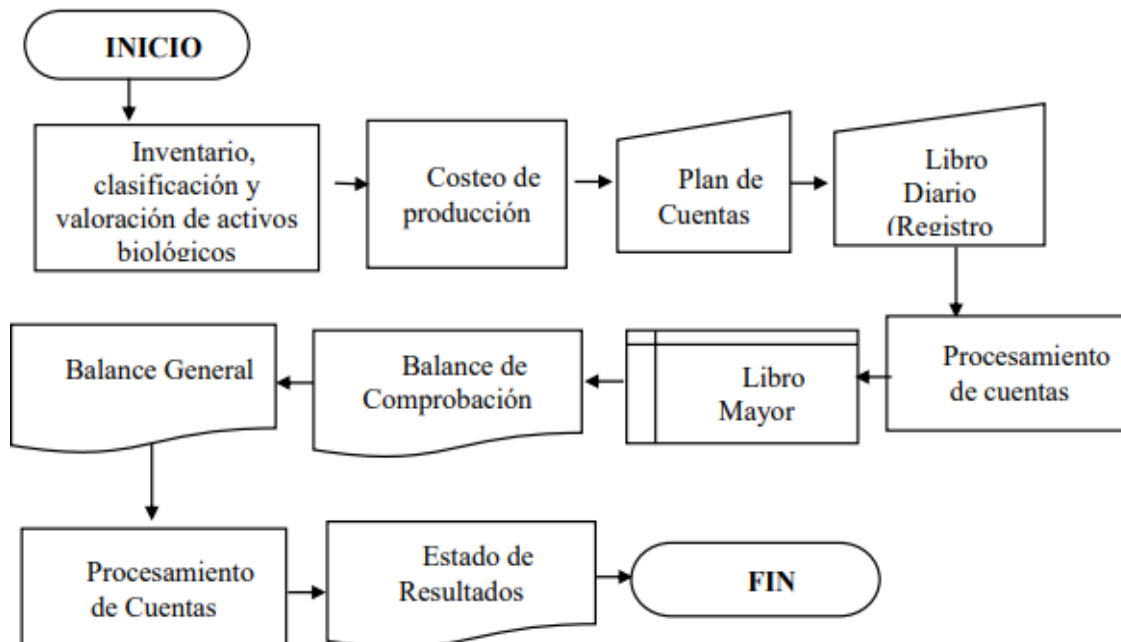 INICIO
Inventario,
clasificación y
valoración de activos
biológicos
Costeo de
producción
Plan de
Cuentas
Libro
Diario
(Registro
Procesamiento
de cuentas
Libro
Mayor
Balance de
Comprobación
Balance General
Procesamiento
de Cuentas
Estado de
Resultados
FIN